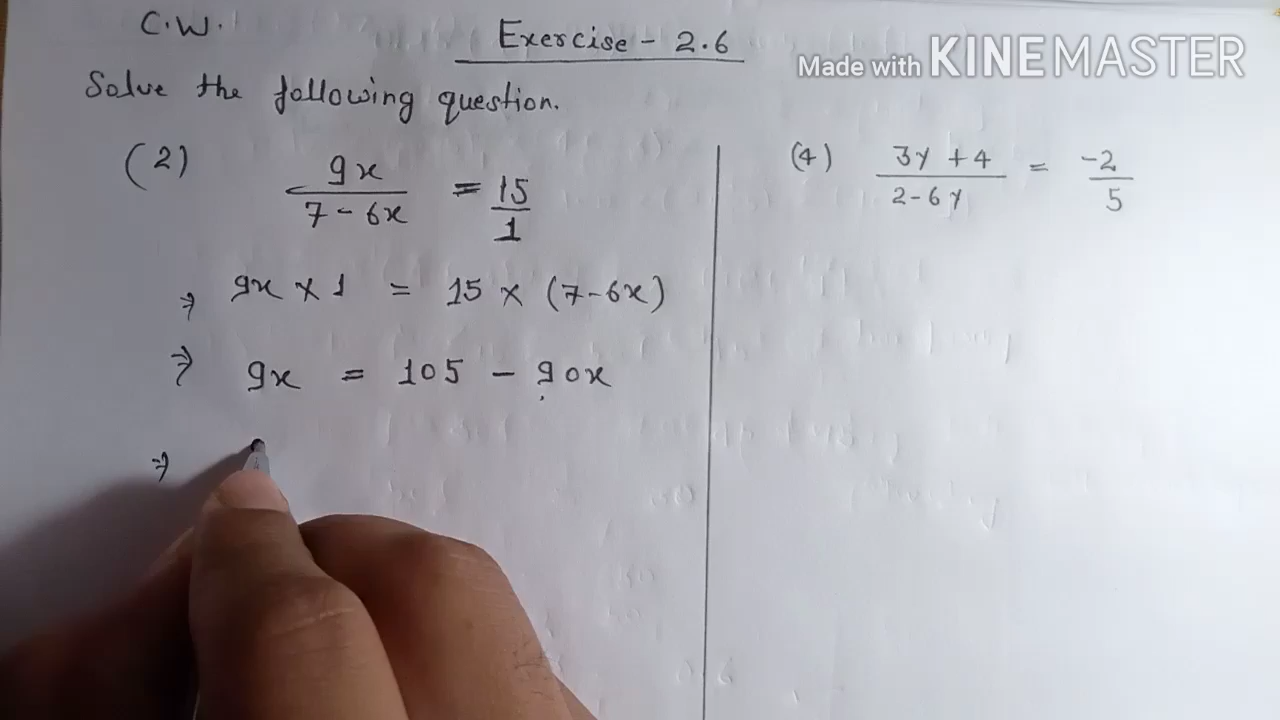 C.W.
Exercise - 2.6
Made with KINEMASTER
Solve the following question.
(2) 9x / 7 - 6x = 15 / 1
⇒ 9x × 1 = 15 × (7-6x)
⇒ 9x = 105 - 90x
⇒
(4) 3y + 4 / 2 - 6y = -2 / 5